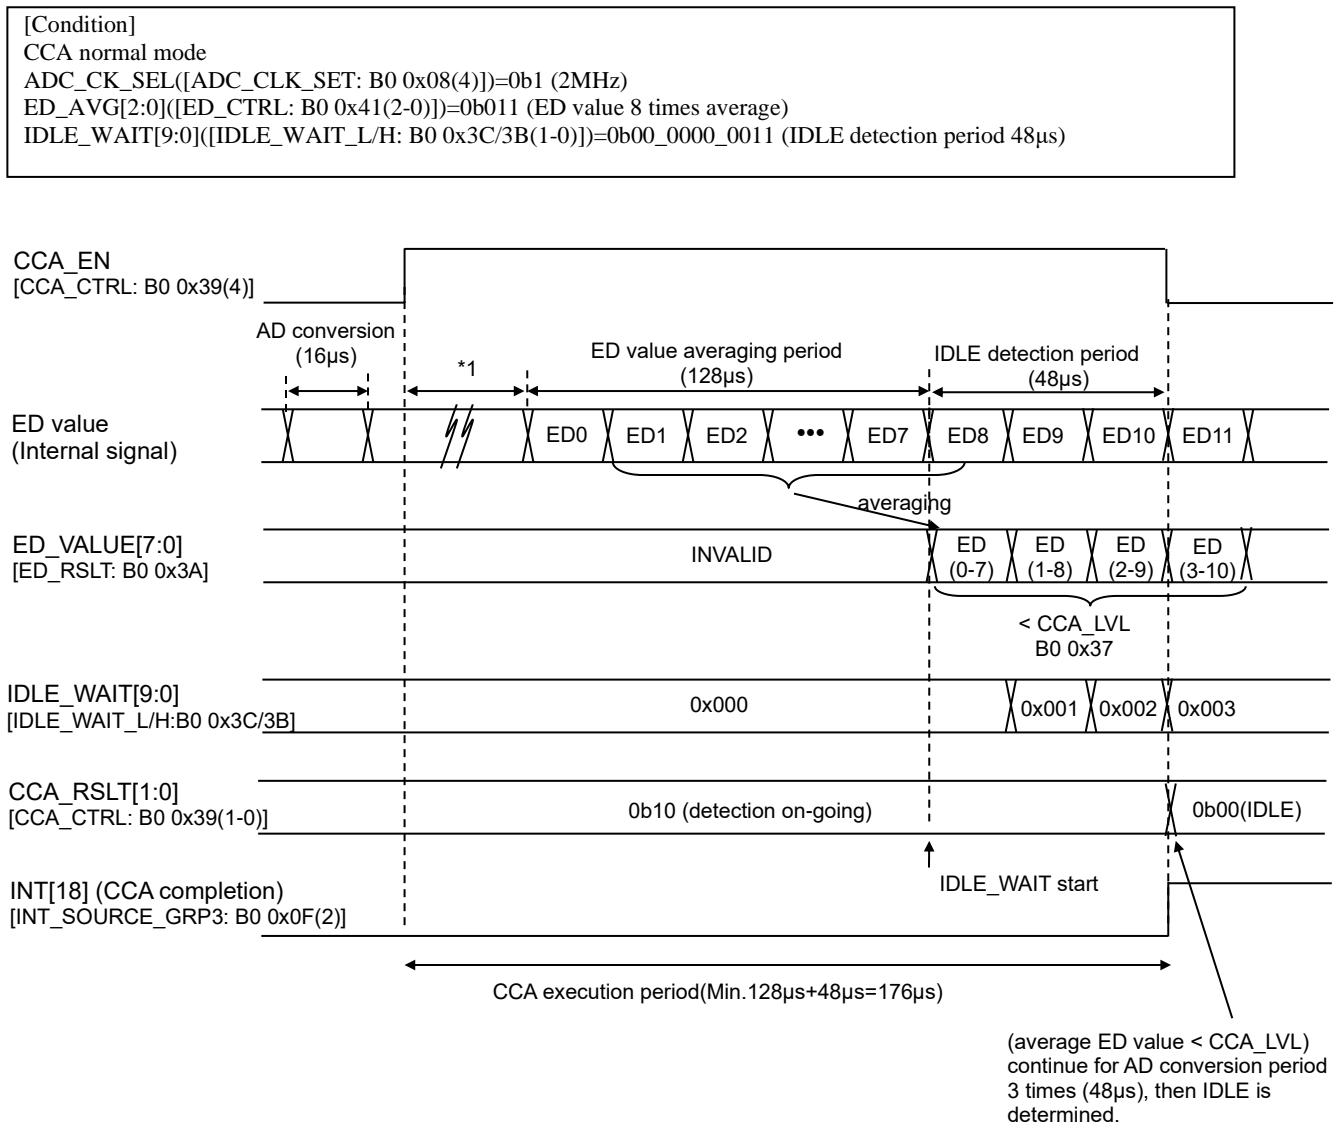 [Condition]
CCA normal mode
ADC_CK_SEL([ADC_CLK_SET: B0 0x08(4)])=0b1 (2MHz)
ED_AVG[2:0]([ED_CTRL: B0 0x41(2-0)])=0b011 (ED value 8 times average)
IDLE_WAIT[9:0]([IDLE_WAIT_L/H: B0 0x3C/3B(1-0)])=0b00_0000_0011 (IDLE detection period 48μs)
CCA_EN
[CCA_CTRL: B0 0x39(4)]
AD conversion
(16μs)
*1
ED value averaging period
(128μs)
IDLE detection period
(48μs)
ED value
(Internal signal)
ED0 ED1 ED2 ••• ED7 ED8 ED9 ED10 ED11
averaging
ED_VALUE[7:0]
[ED_RSLT: B0 0x3A]
INVALID
ED
(0-7)
ED
(1-8)
ED
(2-9)
ED
(3-10)
< CCA_LVL
B0 0x37
IDLE_WAIT[9:0]
[IDLE_WAIT_L/H:B0 0x3C/3B]
0x000 0x001 0x002 0x003
CCA_RSLT[1:0]
[CCA_CTRL: B0 0x39(1-0)]
0b10 (detection on-going) 0b00(IDLE)
IDLE_WAIT start
INT[18] (CCA completion)
[INT_SOURCE_GRP3: B0 0x0F(2)]
CCA execution period(Min.128μs+48μs=176μs)
(average ED value < CCA_LVL)
continue for AD conversion period
3 times (48μs), then IDLE is
determined.